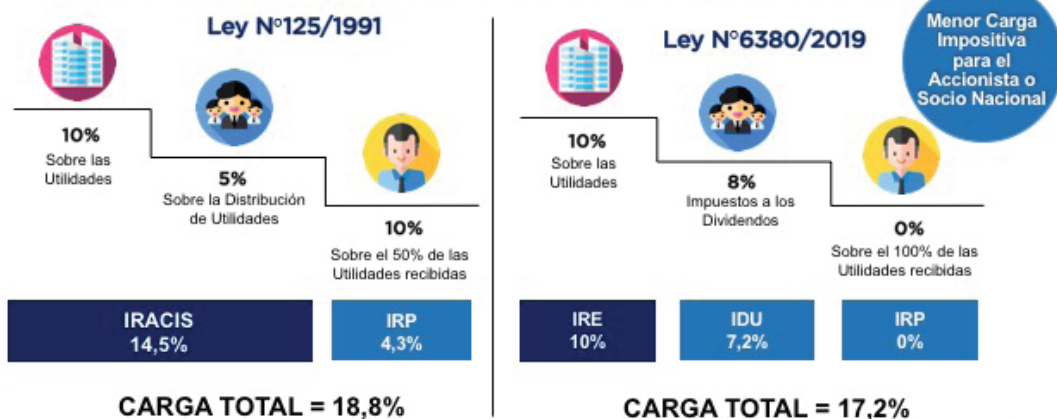 Ley N°125/1991
10%
Sobre las
Utilidades
5%
Sobre la Distribución
de Utilidades
10%
Sobre el 50% de las
Utilidades recibidas
IRACIS
14,5%
IRP
4,3%
CARGA TOTAL = 18,8%
Ley N°6380/2019
Menor Carga
Impositiva
para el
Accionista o
Socio Nacional
10%
Sobre las
Utilidades
8%
Impuestos a los
Dividendos
0%
Sobre el 100% de las
Utilidades recibidas
IRE
10%
IDU
7,2%
IRP
0%
CARGA TOTAL = 17,2%